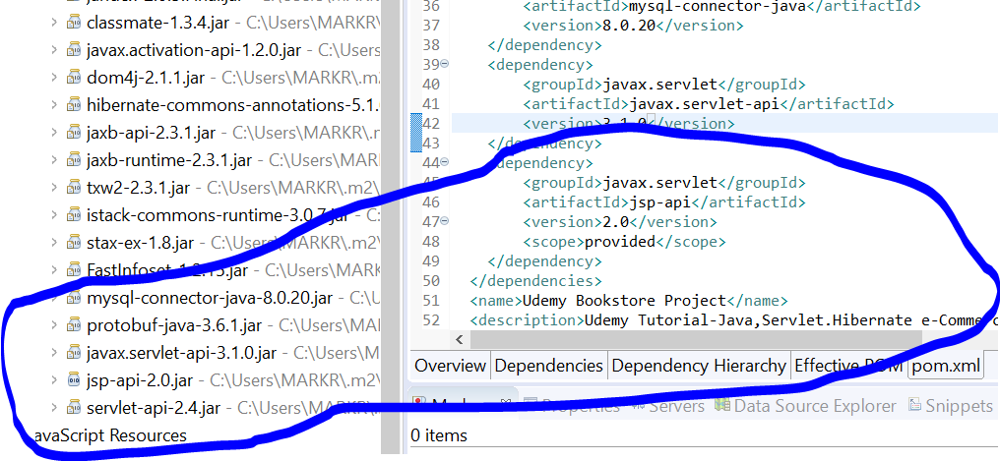 classmate-1.3.4.jar - C:\Users\MARKR\.m2\
javax.activation-api-1.2.0.jar - C:\Users
dom4j-2.1.1.jar - C:\Users\MARKR\.m2\
hibernate-commons-annotations-5.1.
jaxb-api-2.3.1.jar - C:\Users\MARKR\.m
jaxb-runtime-2.3.1.jar - C:\Users\MARKR
txw2-2.3.1.jar - C:\Users\MARKR\.m2\
istack-commons-runtime-3.0.7.jar - C:
stax-ex-1.8.jar - C:\Users\MARKR\.m2\
FastInfoset-1.2.15.jar - C:\Users\MARKR
mysql-connector-java-8.0.20.jar - C:\Us
protobuf-java-3.6.1.jar - C:\Users\MARK
javax.servlet-api-3.1.0.jar - C:\Users\M
jsp-api-2.0.jar - C:\Users\MARKR\.m2\
servlet-api-2.4.jar - C:\Users\MARKR\.m
avaScript Resources
36 <artifactId>mysql-connector-java</artifactId>
37 <version>8.0.20</version>
38 </dependency>
39 <dependency>
40 <groupId>javax.servlet</groupId>
41 <artifactId>javax.servlet-api</artifactId>
42 <version>3.1.0</version>
43 </dependency>
44 <dependency>
45 <groupId>javax.servlet</groupId>
46 <artifactId>jsp-api</artifactId>
47 <version>2.0</version>
48 <scope>provided</scope>
49 </dependency>
50 </dependencies>
51 <name>Udemy Bookstore Project</name>
52 <description>Udemy Tutorial-Java,Servlet.Hibernate e-Commerc
Overview Dependencies Dependency Hierarchy Effective POM pom.xml
Properties Servers Data Source Explorer Snippets
0 items